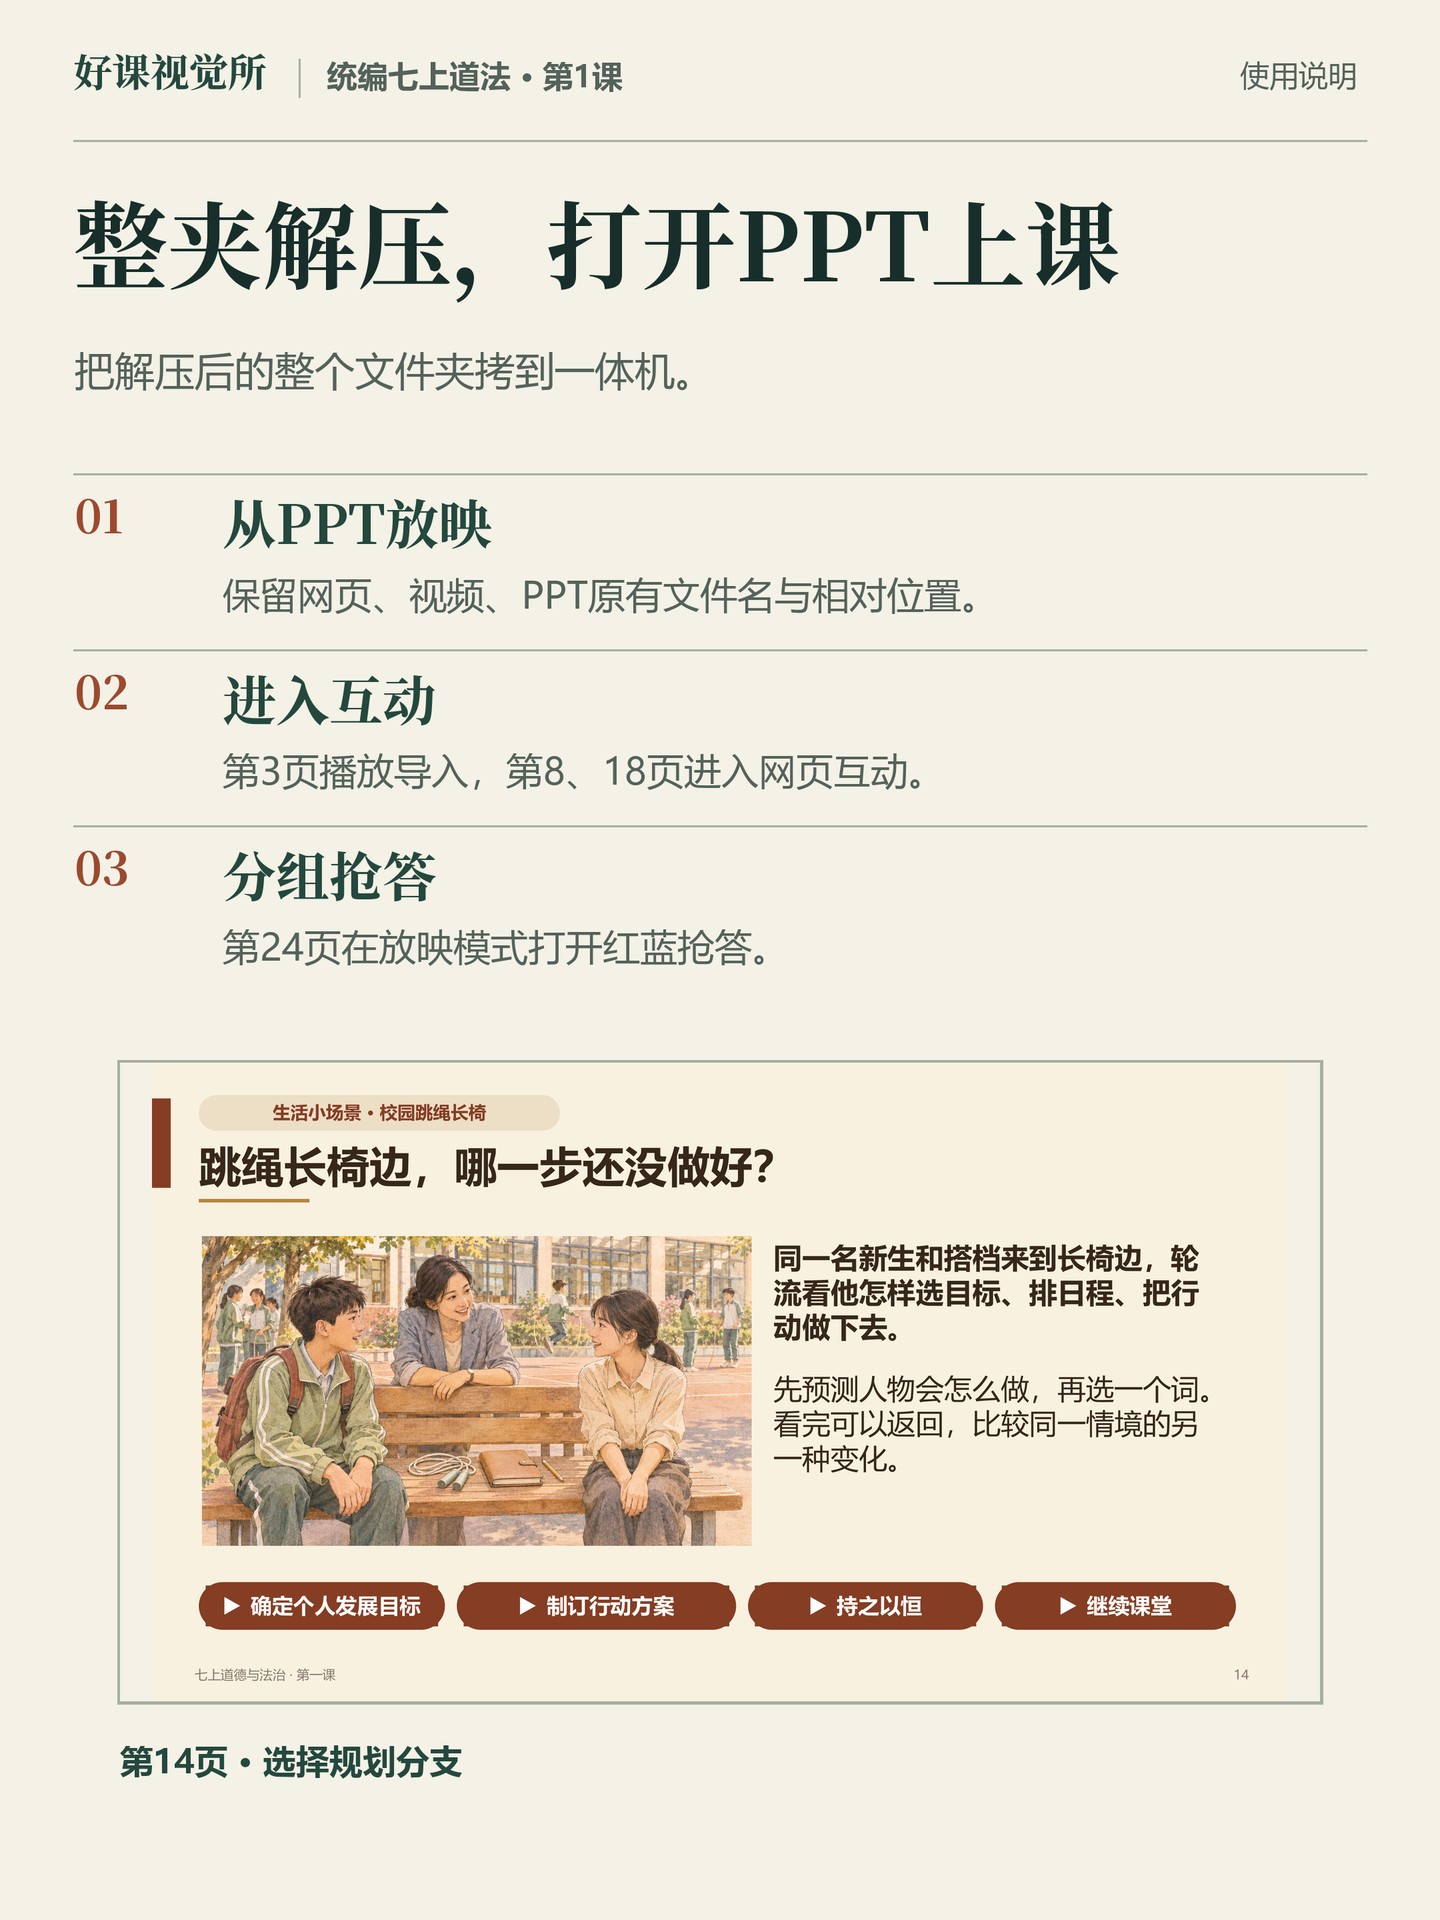 好课视觉所
统编七上道法·第1课
使用说明
整夹解压，打开PPT上课
把解压后的整个文件夹拷到一体机。
01
从PPT放映
保留网页、视频、PPT原有文件名与相对位置。
02
进入互动
第3页播放导入，第8、18页进入网页互动。
03
分组抢答
第24页在放映模式打开红蓝抢答。
生活小场景·校园跳绳长椅
跳绳长椅边，哪一步还没做好？
同一名新生和搭档来到长椅边，轮
流看他怎样选目标、排日程、把行
动做下去。
先预测人物会怎么做，再选一个词。
看完可以返回，比较同一情境的另
一种变化。
▶ 确定个人发展目标
▶ 制订行动方案
▶ 持之以恒
▶ 继续课堂
七上道德与法治·第一课
14
第14页·选择规划分支